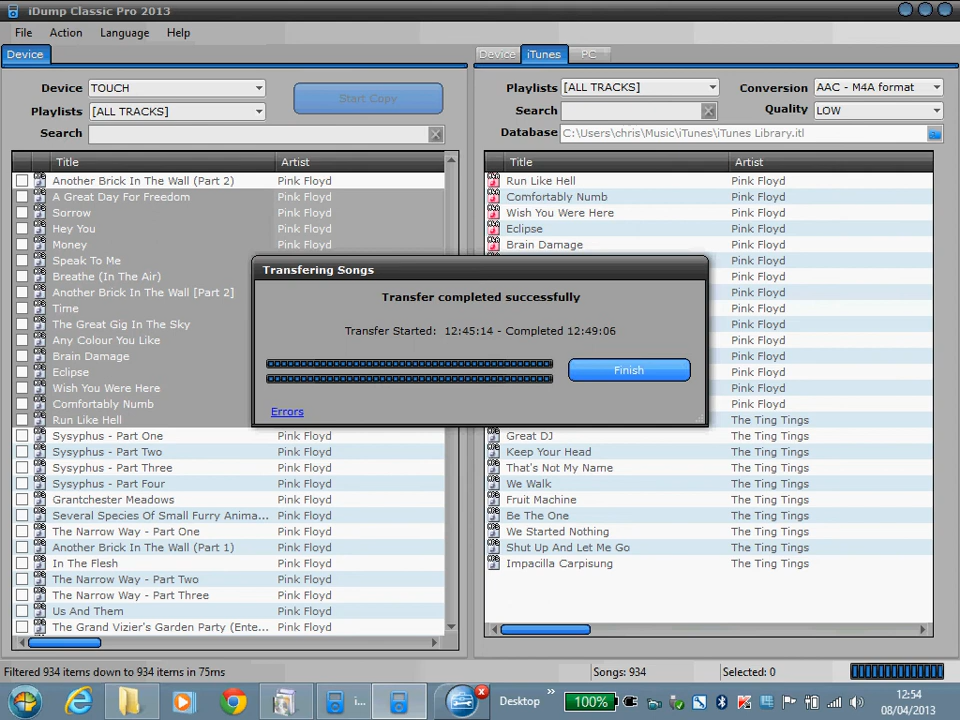 iDump Classic Pro 2013
File Action Language Help
Device
Device iTunes PC
Device TOUCH
Playlists [ALL TRACKS]
Search
Start Copy
Playlists [ALL TRACKS]
Search
Database C:\Users\chris\Music\iTunes\iTunes Library.itl
Conversion AAC - M4A format
Quality LOW
Title Artist
Another Brick In The Wall (Part 2) Pink Floyd
A Great Day For Freedom Pink Floyd
Sorrow Pink Floyd
Hey You Pink Floyd
Money Pink Floyd
Speak To Me Pink Floyd
Breathe (In The Air)
Another Brick In The Wall [Part 2]
Time
The Great Gig In The Sky
Any Colour You Like
Brain Damage
Eclipse
Wish You Were Here
Comfortably Numb
Run Like Hell
Sysyphus - Part One Pink Floyd
Sysyphus - Part Two Pink Floyd
Sysyphus - Part Three Pink Floyd
Sysyphus - Part Four Pink Floyd
Grantchester Meadows Pink Floyd
Several Species Of Small Furry Anima... Pink Floyd
The Narrow Way - Part One Pink Floyd
Another Brick In The Wall (Part 1) Pink Floyd
In The Flesh Pink Floyd
The Narrow Way - Part Two Pink Floyd
The Narrow Way - Part Three Pink Floyd
Us And Them Pink Floyd
The Grand Vizier's Garden Party (Ente... Pink Floyd
Title Artist
Run Like Hell Pink Floyd
Comfortably Numb Pink Floyd
Wish You Were Here Pink Floyd
Eclipse Pink Floyd
Brain Damage Pink Floyd
Pink Floyd
Pink Floyd
Pink Floyd
Pink Floyd
Pink Floyd
Pink Floyd
Pink Floyd
Pink Floyd
Pink Floyd
Pink Floyd
The Ting Tings
Great DJ The Ting Tings
Keep Your Head The Ting Tings
That's Not My Name The Ting Tings
We Walk The Ting Tings
Fruit Machine The Ting Tings
Be The One The Ting Tings
We Started Nothing The Ting Tings
Shut Up And Let Me Go The Ting Tings
Impacilla Carpisung The Ting Tings
Transfering Songs
Transfer completed successfully
Transfer Started: 12:45:14 - Completed 12:49:06
Finish
Errors
Filtered 934 items down to 934 items in 75ms
Songs: 934
Selected: 0
i...
Desktop
100%
12:54
08/04/2013